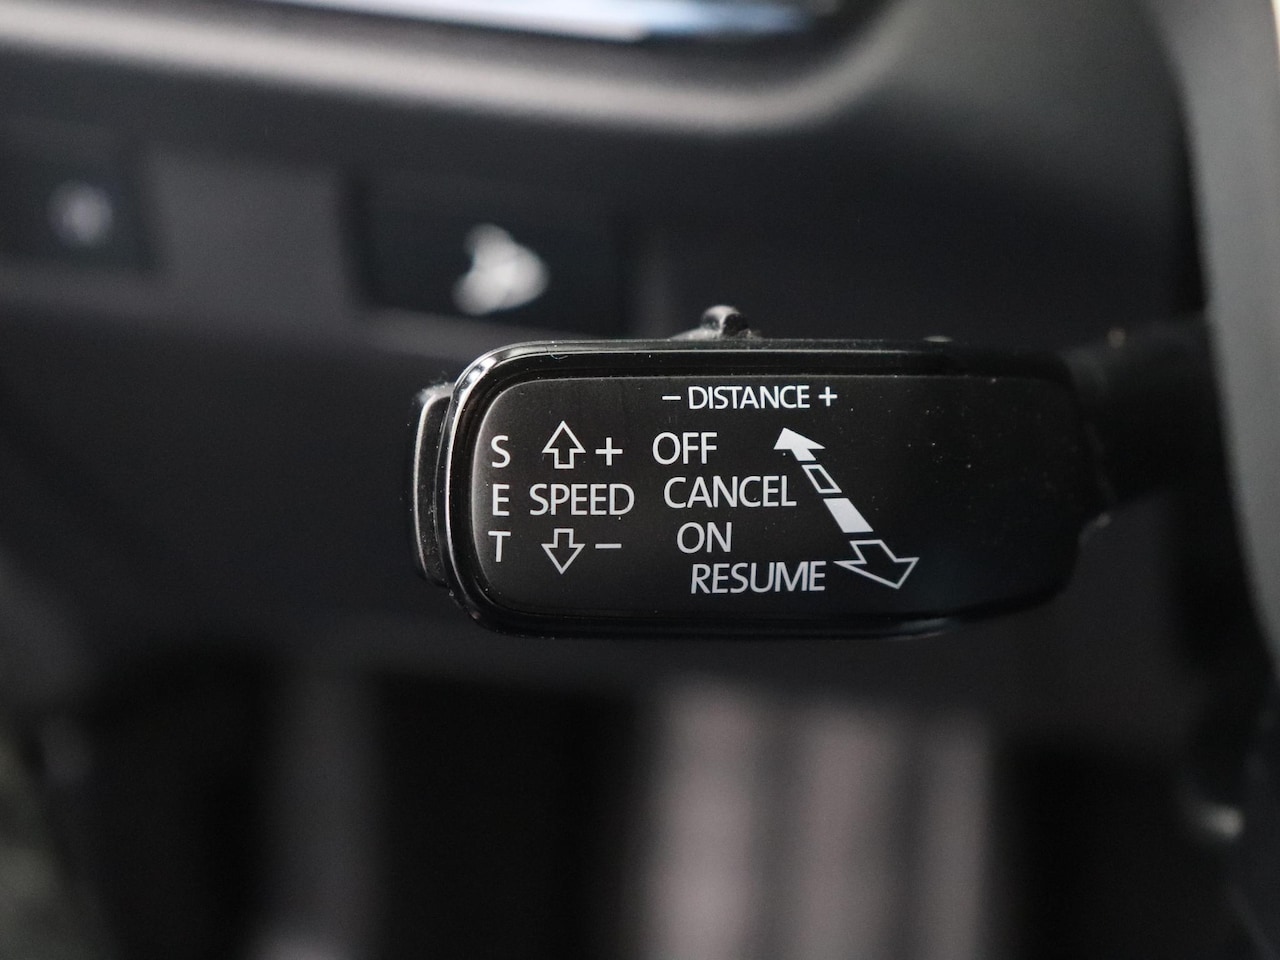 – DISTANCE +
S + OFF
E SPEED CANCEL
T – ON
RESUME